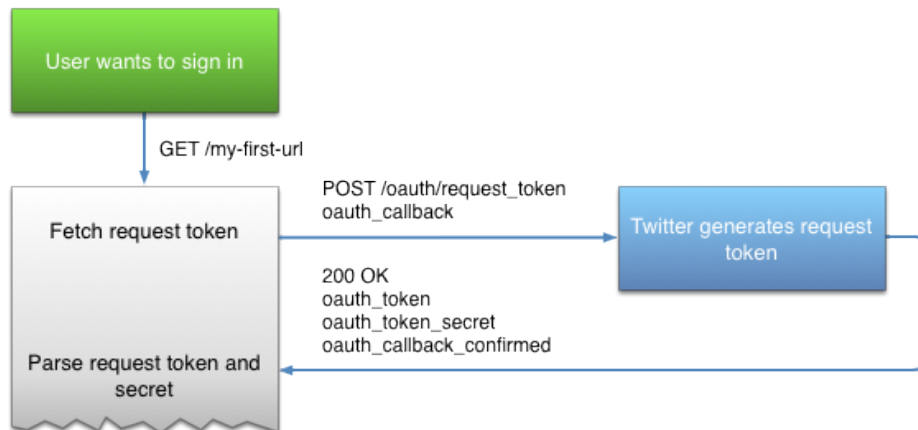 User wants to sign in
GET /my-first-url
POST /oauth/request_token
oauth_callback
Fetch request token
Twitter generates request
token
200 OK
oauth_token
oauth_token_secret
oauth_callback_confirmed
Parse request token and
secret